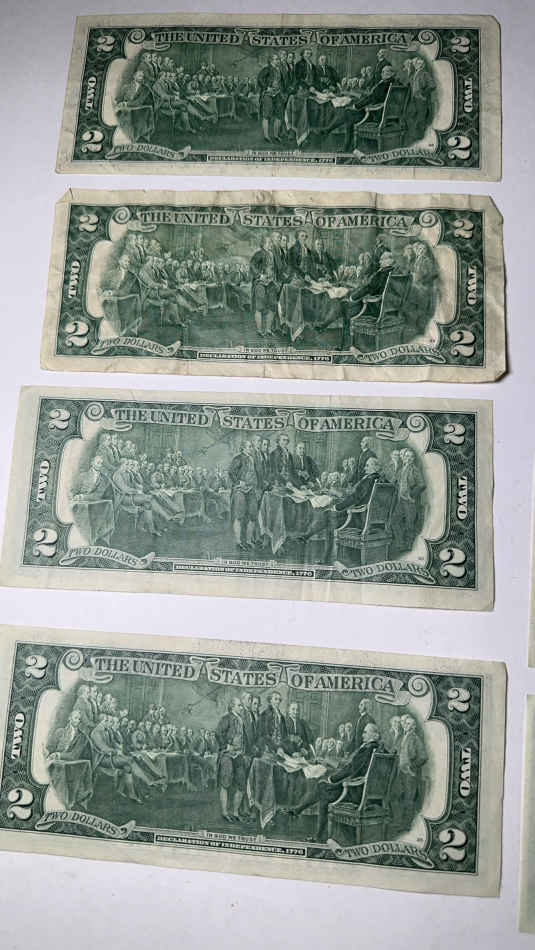 THE UNITED STATES OF AMERICA
2 2
TWO TWO
2 2
TWO DOLLARS IN GOD WE TRUST TWO DOLLARS
DECLARATION OF INDEPENDENCE, 1776
THE UNITED STATES OF AMERICA
2 2
TWO TWO
2 2
TWO DOLLARS IN GOD WE TRUST TWO DOLLARS
DECLARATION OF INDEPENDENCE, 1776
THE UNITED STATES OF AMERICA
2 2
TWO TWO
2 2
TWO DOLLARS IN GOD WE TRUST TWO DOLLARS
DECLARATION OF INDEPENDENCE, 1776
THE UNITED STATES OF AMERICA
2 2
TWO TWO
2 2
TWO DOLLARS IN GOD WE TRUST TWO DOLLARS
DECLARATION OF INDEPENDENCE, 1776